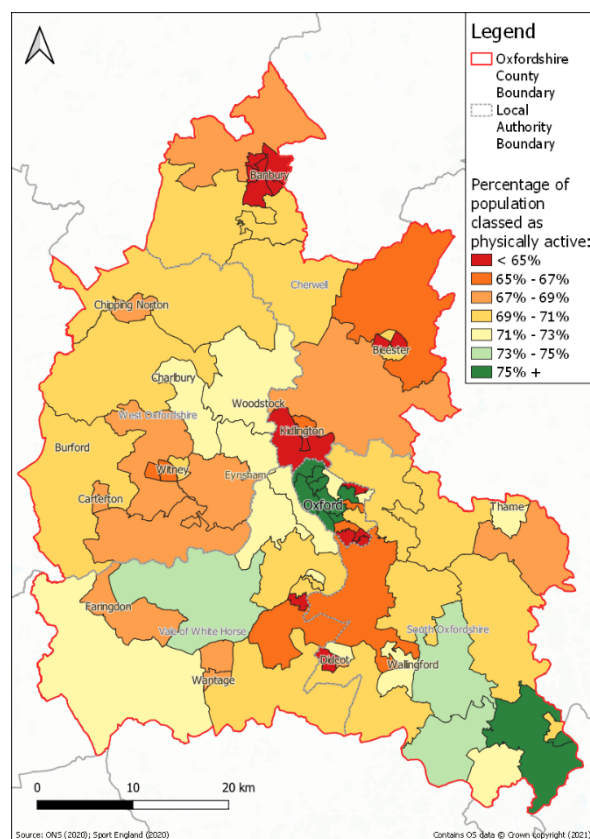 Legend
Oxfordshire
County
Boundary
Local
Authority
Boundary
Percentage of
population
classed as
physically active:
< 65%
65% - 67%
67% - 69%
69% - 71%
71% - 73%
73% - 75%
75% +
Banbury
Cherwell
Chipping Norton
Bicester
Charlbury
Woodstock
West Oxfordshire
Kidlington
Burford
Witney
Eynsham
Carterton
Oxford
Thame
Faringdon
Vale of White Horse
South Oxfordshire
Didcot
Wallingford
Wantage
0 10 20 km
Source: ONS (2020); Sport England (2020)
Contains OS data © Crown copyright (2021)